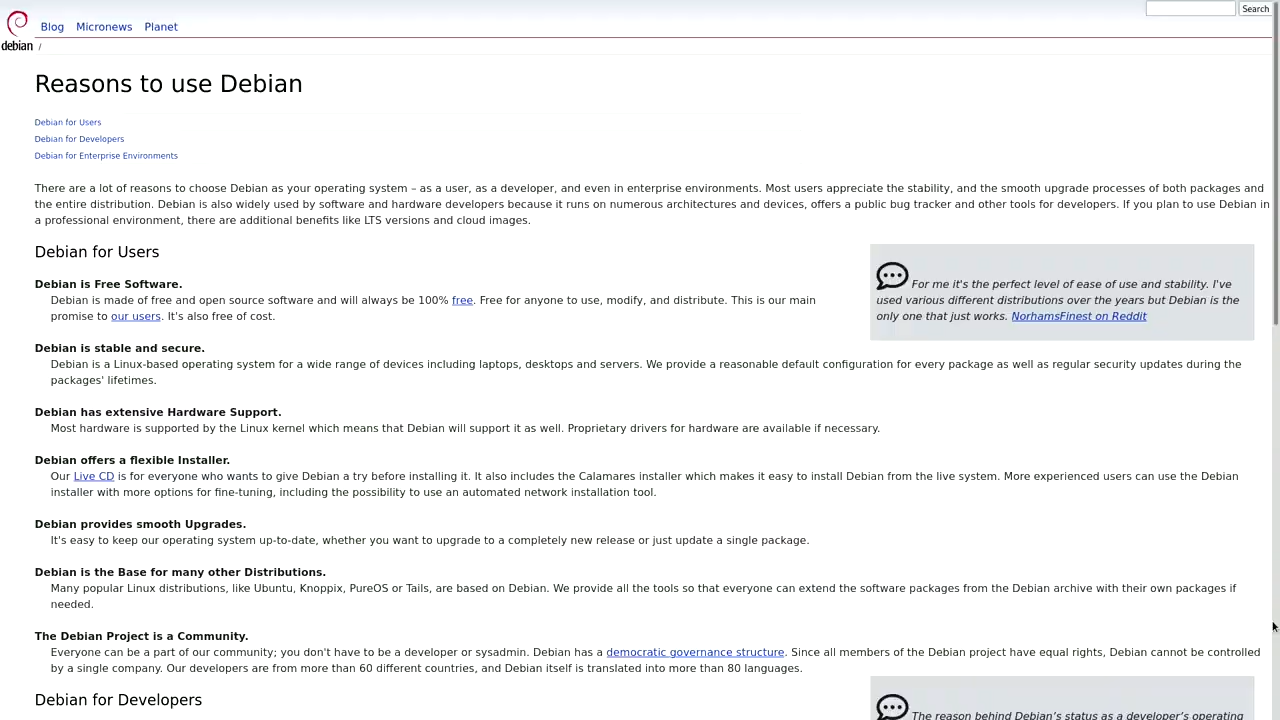 Search
Blog Micronews Planet
debian /
Reasons to use Debian
Debian for Users
Debian for Developers
Debian for Enterprise Environments
There are a lot of reasons to choose Debian as your operating system – as a user, as a developer, and even in enterprise environments. Most users appreciate the stability, and the smooth upgrade processes of both packages and
the entire distribution. Debian is also widely used by software and hardware developers because it runs on numerous architectures and devices, offers a public bug tracker and other tools for developers. If you plan to use Debian in
a professional environment, there are additional benefits like LTS versions and cloud images.
Debian for Users
For me it's the perfect level of ease of use and stability. I've
used various different distributions over the years but Debian is the
only one that just works. NorhamsFinest on Reddit
Debian is Free Software.
Debian is made of free and open source software and will always be 100% free. Free for anyone to use, modify, and distribute. This is our main
promise to our users. It's also free of cost.
Debian is stable and secure.
Debian is a Linux-based operating system for a wide range of devices including laptops, desktops and servers. We provide a reasonable default configuration for every package as well as regular security updates during the
packages' lifetimes.
Debian has extensive Hardware Support.
Most hardware is supported by the Linux kernel which means that Debian will support it as well. Proprietary drivers for hardware are available if necessary.
Debian offers a flexible Installer.
Our Live CD is for everyone who wants to give Debian a try before installing it. It also includes the Calamares installer which makes it easy to install Debian from the live system. More experienced users can use the Debian
installer with more options for fine-tuning, including the possibility to use an automated network installation tool.
Debian provides smooth Upgrades.
It's easy to keep our operating system up-to-date, whether you want to upgrade to a completely new release or just update a single package.
Debian is the Base for many other Distributions.
Many popular Linux distributions, like Ubuntu, Knoppix, PureOS or Tails, are based on Debian. We provide all the tools so that everyone can extend the software packages from the Debian archive with their own packages if
needed.
The Debian Project is a Community.
Everyone can be a part of our community; you don't have to be a developer or sysadmin. Debian has a democratic governance structure. Since all members of the Debian project have equal rights, Debian cannot be controlled
by a single company. Our developers are from more than 60 different countries, and Debian itself is translated into more than 80 languages.
Debian for Developers
The reason behind Debian’s status as a developer’s operating